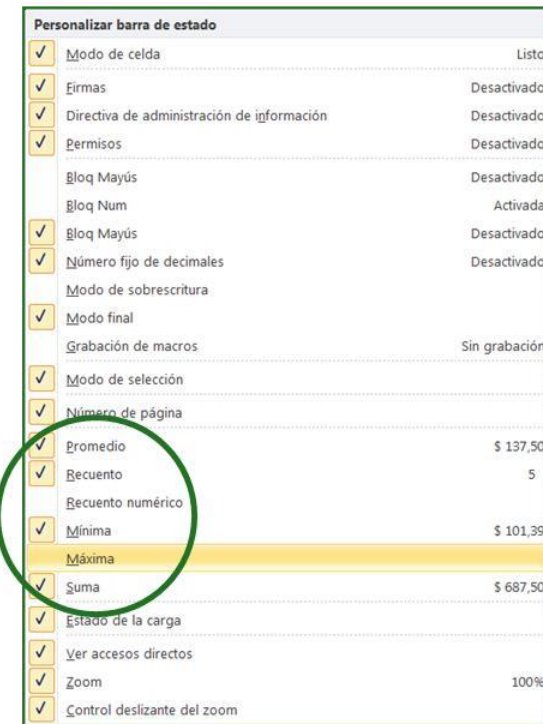 Personalizar barra de estado
Modo de celda Listo
Firmas Desactivado
Directiva de administración de información Desactivado
Permisos Desactivado
Bloq Mayús Desactivado
Bloq Num Activada
Bloq Mayús Desactivado
Número fijo de decimales Desactivado
Modo de sobrescritura
Modo final
Grabación de macros Sin grabación
Modo de selección
Número de página
Promedio $ 137,50
Recuento 5
Recuento numérico
Mínima $ 101,39
Máxima
Suma $ 687,50
Estado de la carga
Ver accesos directos
Zoom 100%
Control deslizante del zoom